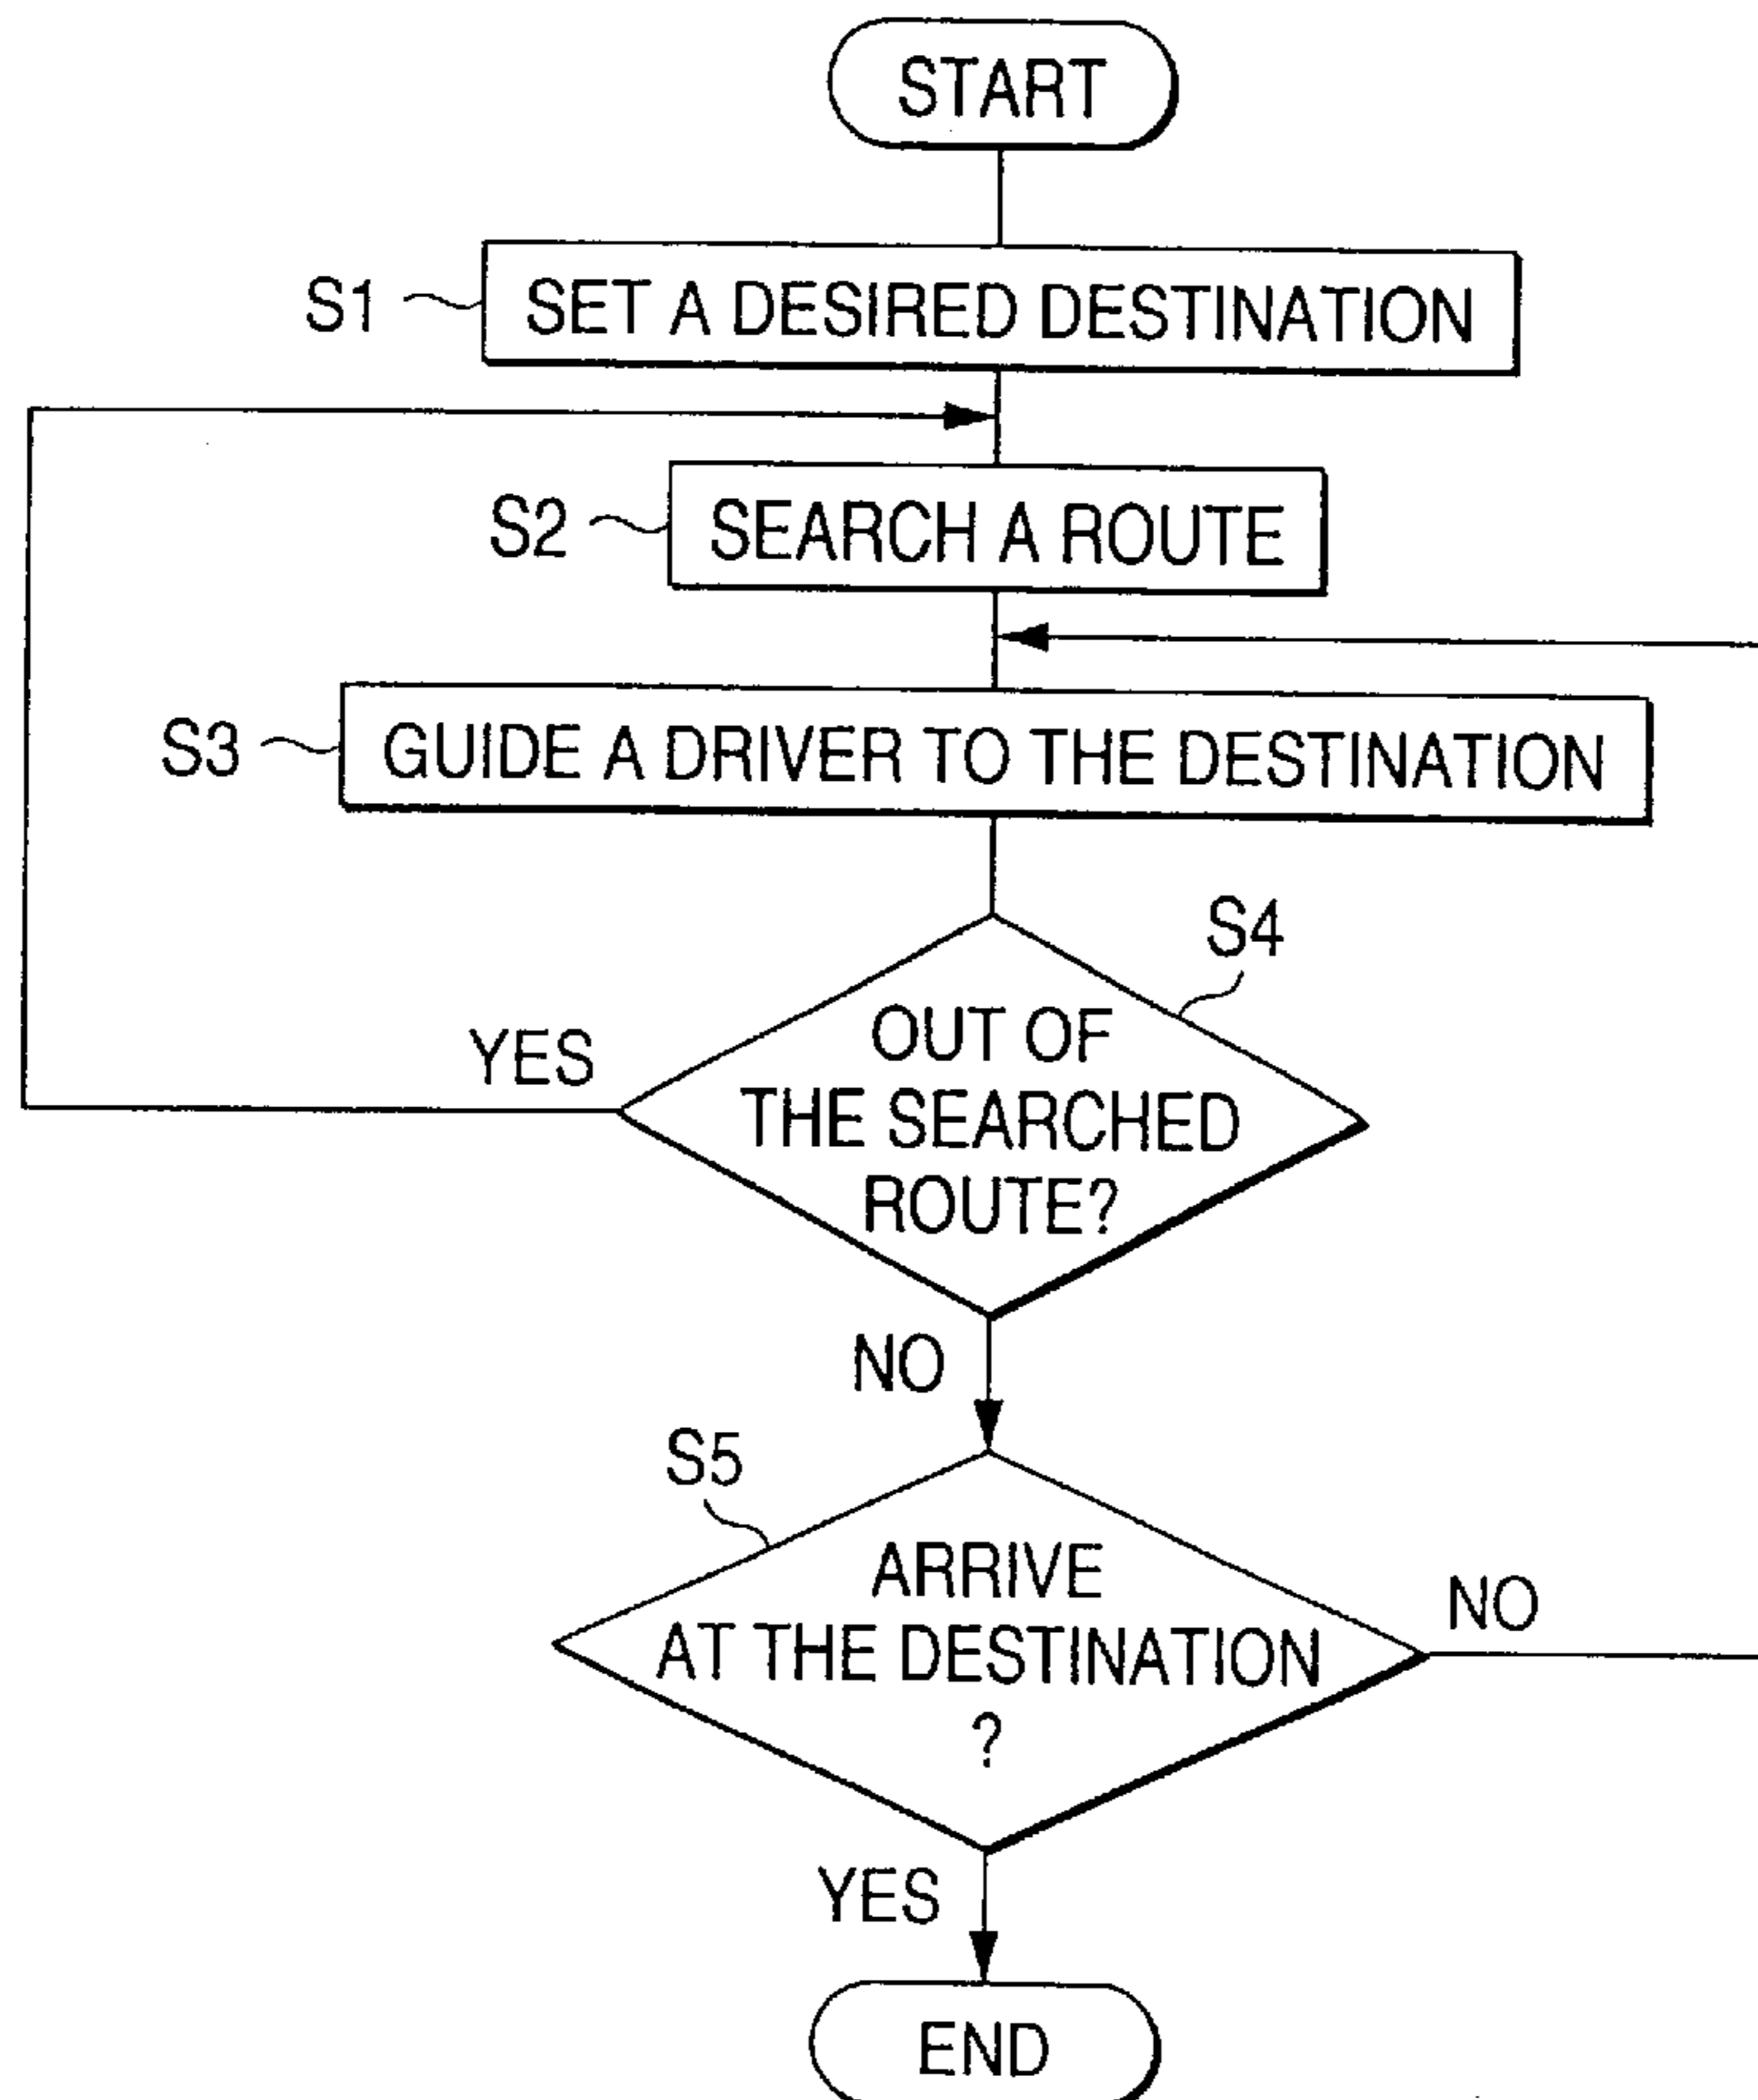 START
S1
SET A DESIRED DESTINATION
S2
SEARCH A ROUTE
S3
GUIDE A DRIVER TO THE DESTINATION
S4
OUT OF
THE SEARCHED
ROUTE?
YES
NO
S5
ARRIVE
AT THE DESTINATION
?
NO
YES
END